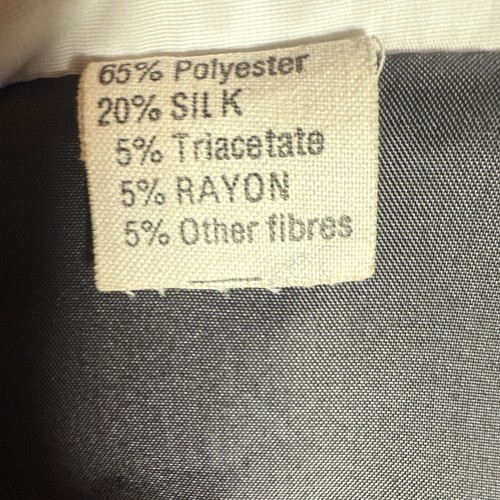 65% Polyester
20% SILK
5% Triacetate
5% RAYON
5% Other fibres